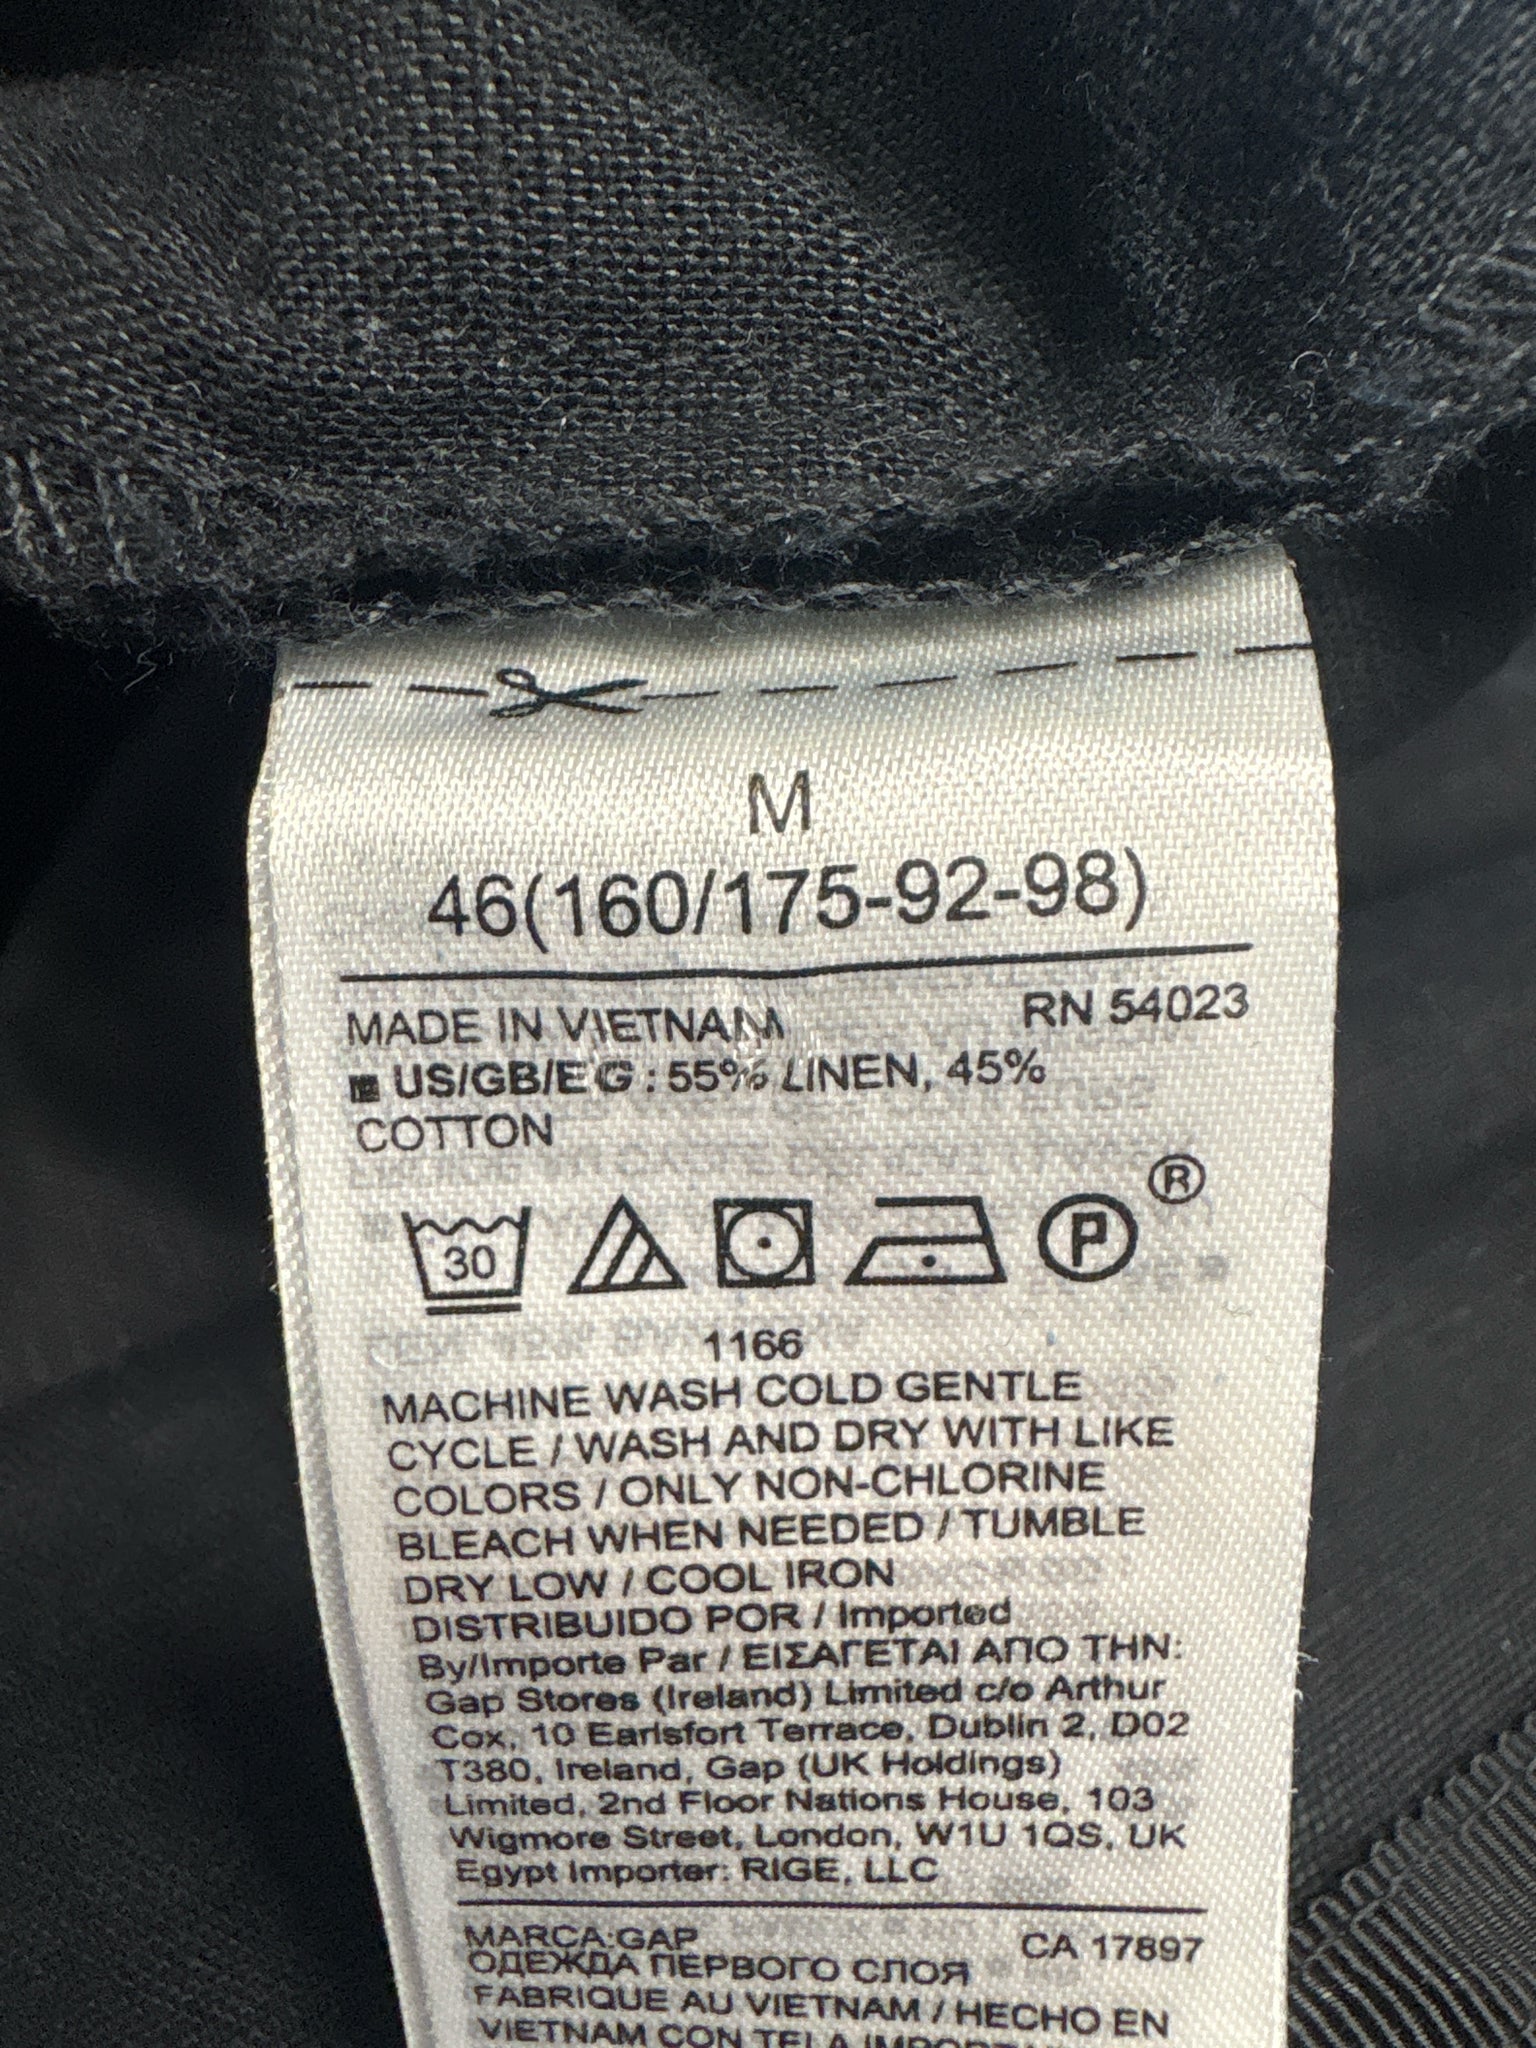 M
46(160/175-92-98)
MADE IN VIETNAM RN 54023
US/GB/EG : 55% LINEN, 45%
COTTON
30 P ®
1166
MACHINE WASH COLD GENTLE
CYCLE / WASH AND DRY WITH LIKE
COLORS / ONLY NON-CHLORINE
BLEACH WHEN NEEDED / TUMBLE
DRY LOW / COOL IRON
DISTRIBUIDO POR / Imported
By/Importe Par / ΕΙΣΑΓΕΤΑΙ ΑΠΟ ΤΗΝ:
Gap Stores (Ireland) Limited c/o Arthur
Cox, 10 Earlsfort Terrace, Dublin 2, D02
T380, Ireland, Gap (UK Holdings)
Limited, 2nd Floor Nations House, 103
Wigmore Street, London, W1U 1QS, UK
Egypt Importer: RIGE, LLC
MARCA:GAP CA 17897
ОДЕЖДА ПЕРВОГО СЛОЯ
FABRIQUE AU VIETNAM / HECHO EN
VIETNAM CON TELA